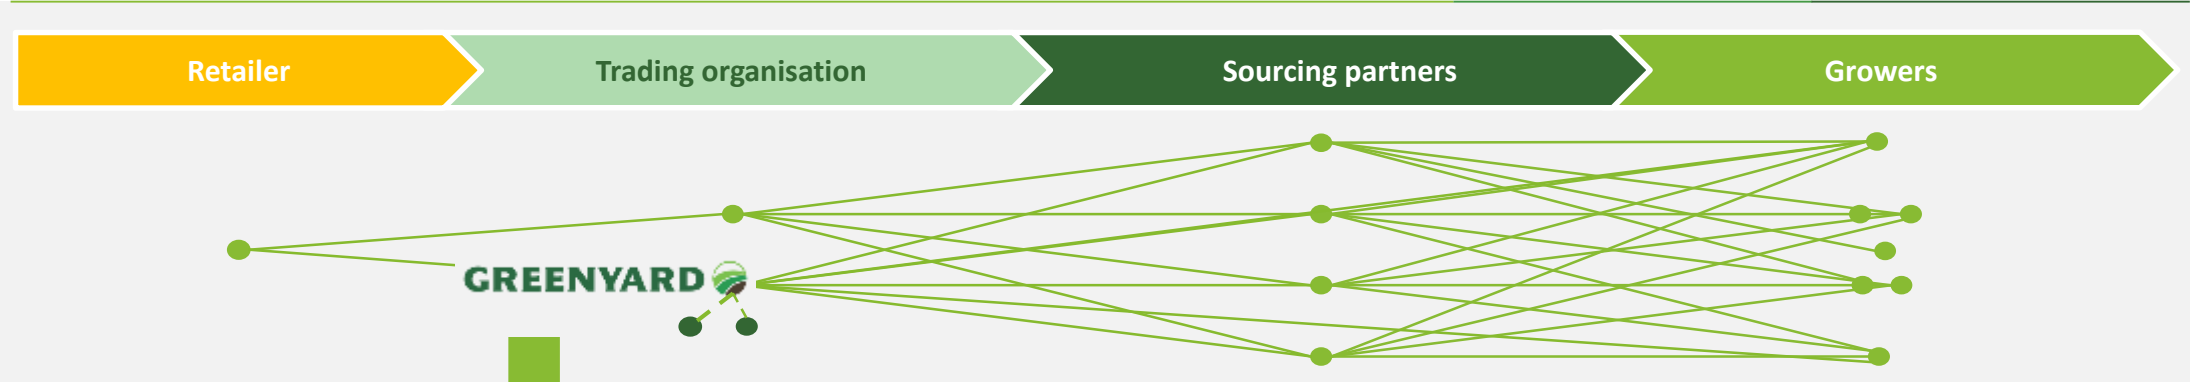 Retailer
Trading organisation
Sourcing partners
Growers
GREENYARD